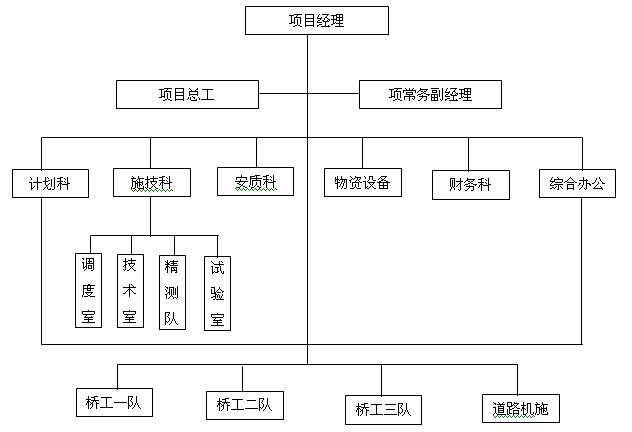 项目经理
项目总工
项常务副经理
计划科
施技科
安质科
物资设备
财务科
综合办公
调度室
技术室
精测队
试验室
桥工一队
桥工二队
桥工三队
道路机施